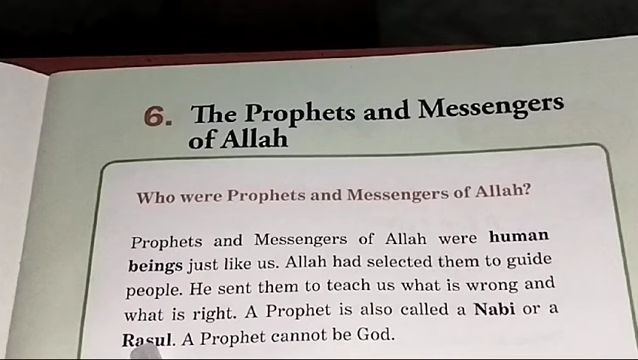 6. The Prophets and Messengers
of Allah
Who were Prophets and Messengers of Allah?
Prophets and Messengers of Allah were human
beings just like us. Allah had selected them to guide
people. He sent them to teach us what is wrong and
what is right. A Prophet is also called a Nabi or a
Rasul. A Prophet cannot be God.